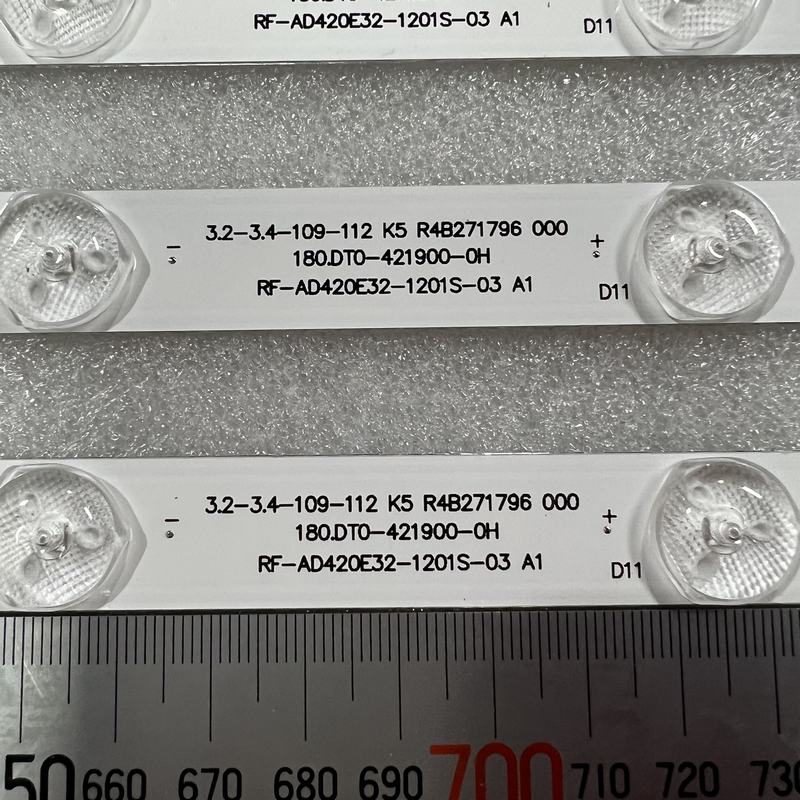 RF-AD420E32-1201S-03 A1
D11
3.2-3.4-109-112 K5 R4B271796 000
- +
180.DT0-421900-0H
RF-AD420E32-1201S-03 A1
D11
3.2-3.4-109-112 K5 R4B271796 000
- +
180.DT0-421900-0H
RF-AD420E32-1201S-03 A1
D11
50 660 670 680 690 700 710 720 730